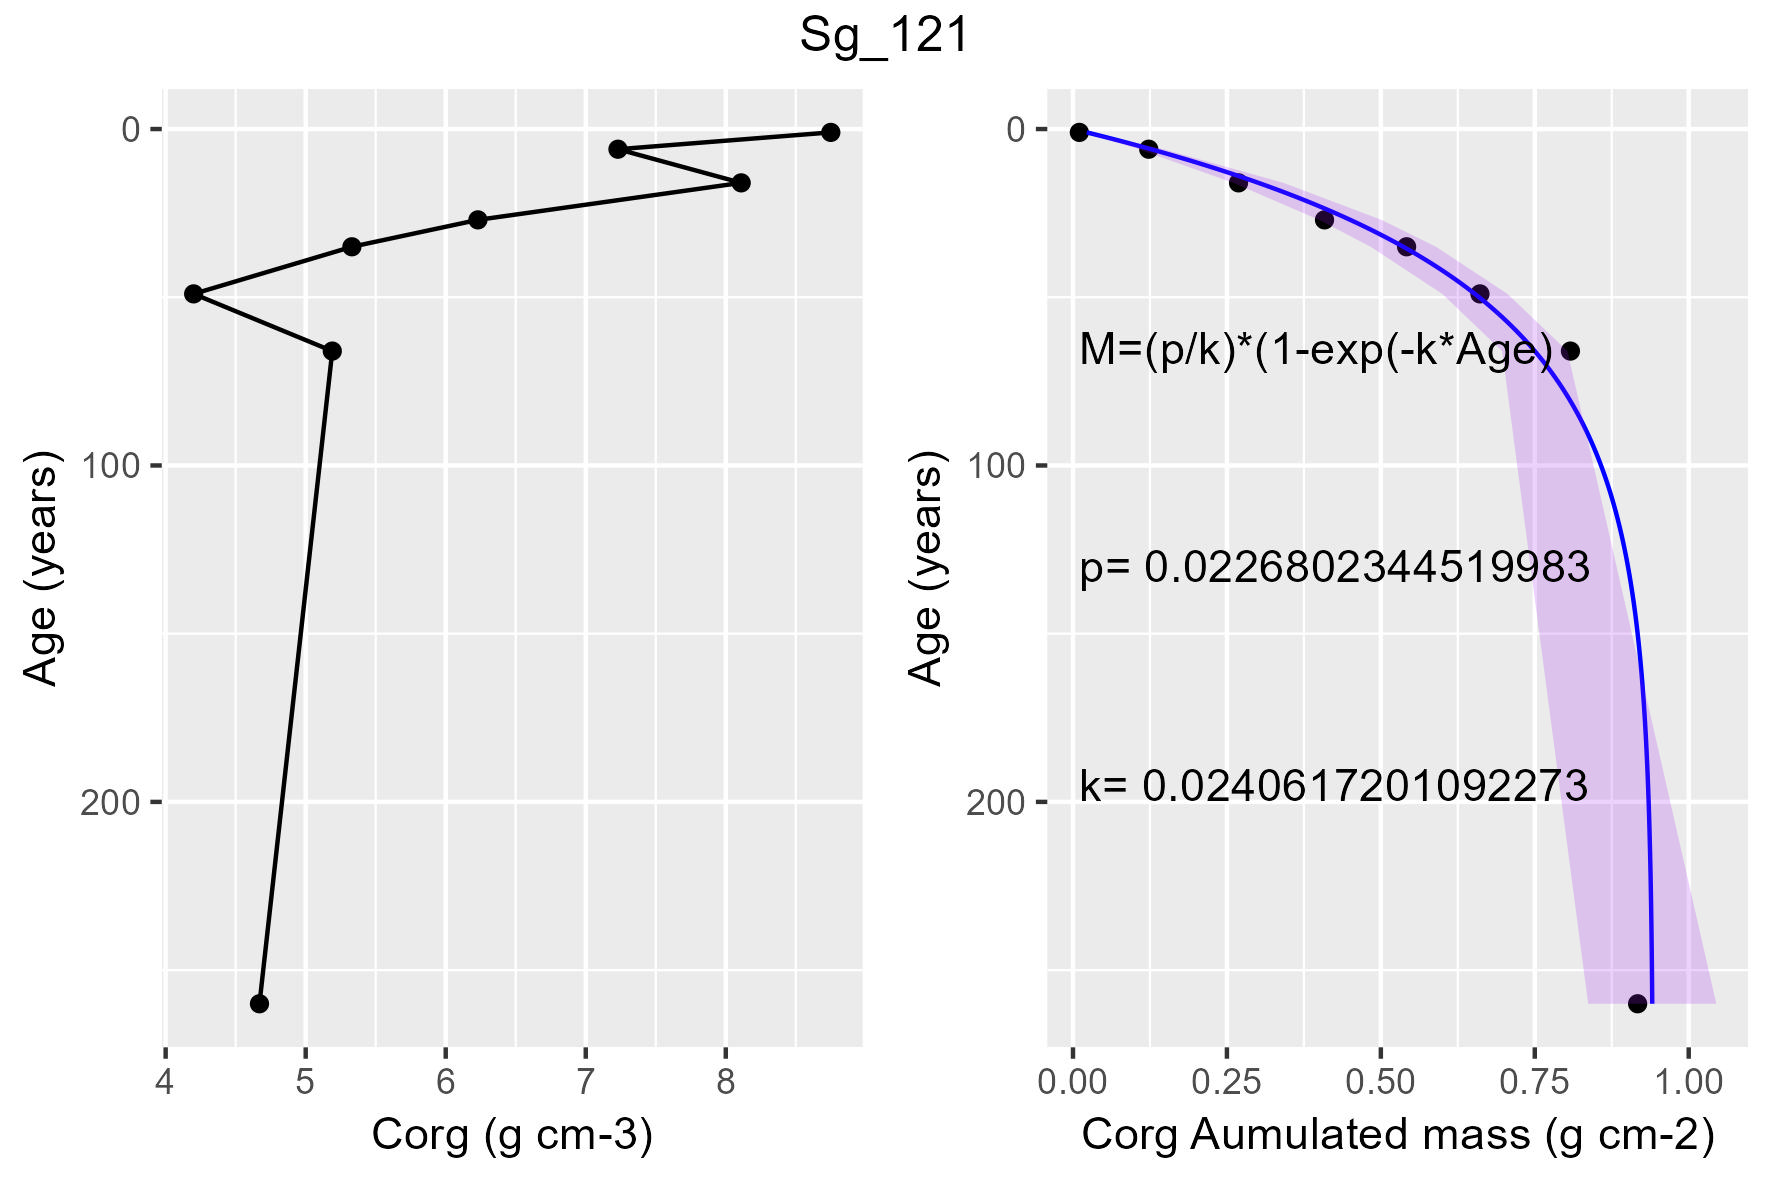 Sg_121
0
100
200
Age (years)
4 5 6 7 8
Corg (g cm-3)
0
100
200
Age (years)
M=(p/k)*(1-exp(-k*Age)
p= 0.0226802344519983
k= 0.0240617201092273
0.00 0.25 0.50 0.75 1.00
Corg Aumulated mass (g cm-2)